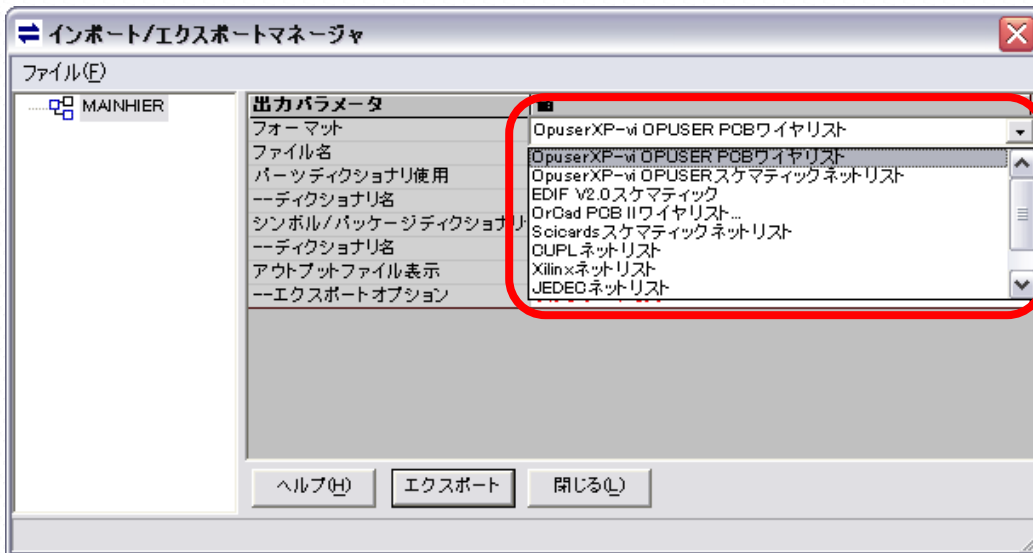 インポート/エクスポートマネージャ
ファイル(F)
MAINHIER
出力パラメータ
フォーマット
OpuserXP-vi OPUSER PCBワイヤリスト
ファイル名
パーツディクショナリ使用
--ディクショナリ名
シンボル/パッケージディクショナリ
--ディクショナリ名
アウトプットファイル表示
--エクスポートオプション
OpuserXP-vi OPUSER PCBワイヤリスト
OpuserXP-vi OPUSERスケマティックネットリスト
EDIF V2.0スケマティック
OrCad PCB IIワイヤリスト...
Scicardsスケマティックネットリスト
CUPLネットリスト
Xilinxネットリスト
JEDECネットリスト
ヘルプ(H)
エクスポート
閉じる(L)